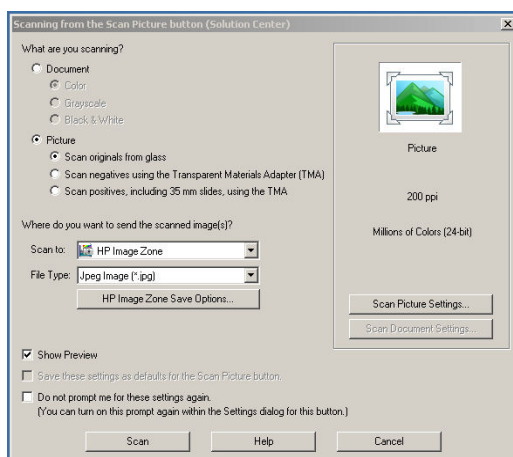 Scanning from the Scan Picture button (Solution Center)
What are you scanning?
Document
Color
Grayscale
Black & White
Picture
Scan originals from glass
Scan negatives using the Transparent Materials Adapter (TMA)
Scan positives, including 35 mm slides, using the TMA
Where do you want to send the scanned image(s)?
Scan to: HP Image Zone
File Type: Jpeg Image (*.jpg)
HP Image Zone Save Options...
Picture
200 ppi
Millions of Colors (24-bit)
Scan Picture Settings...
Scan Document Settings...
Show Preview
Save these settings as defaults for the Scan Picture button.
Do not prompt me for these settings again.
(You can turn on this prompt again within the Settings dialog for this button.)
Scan Help Cancel